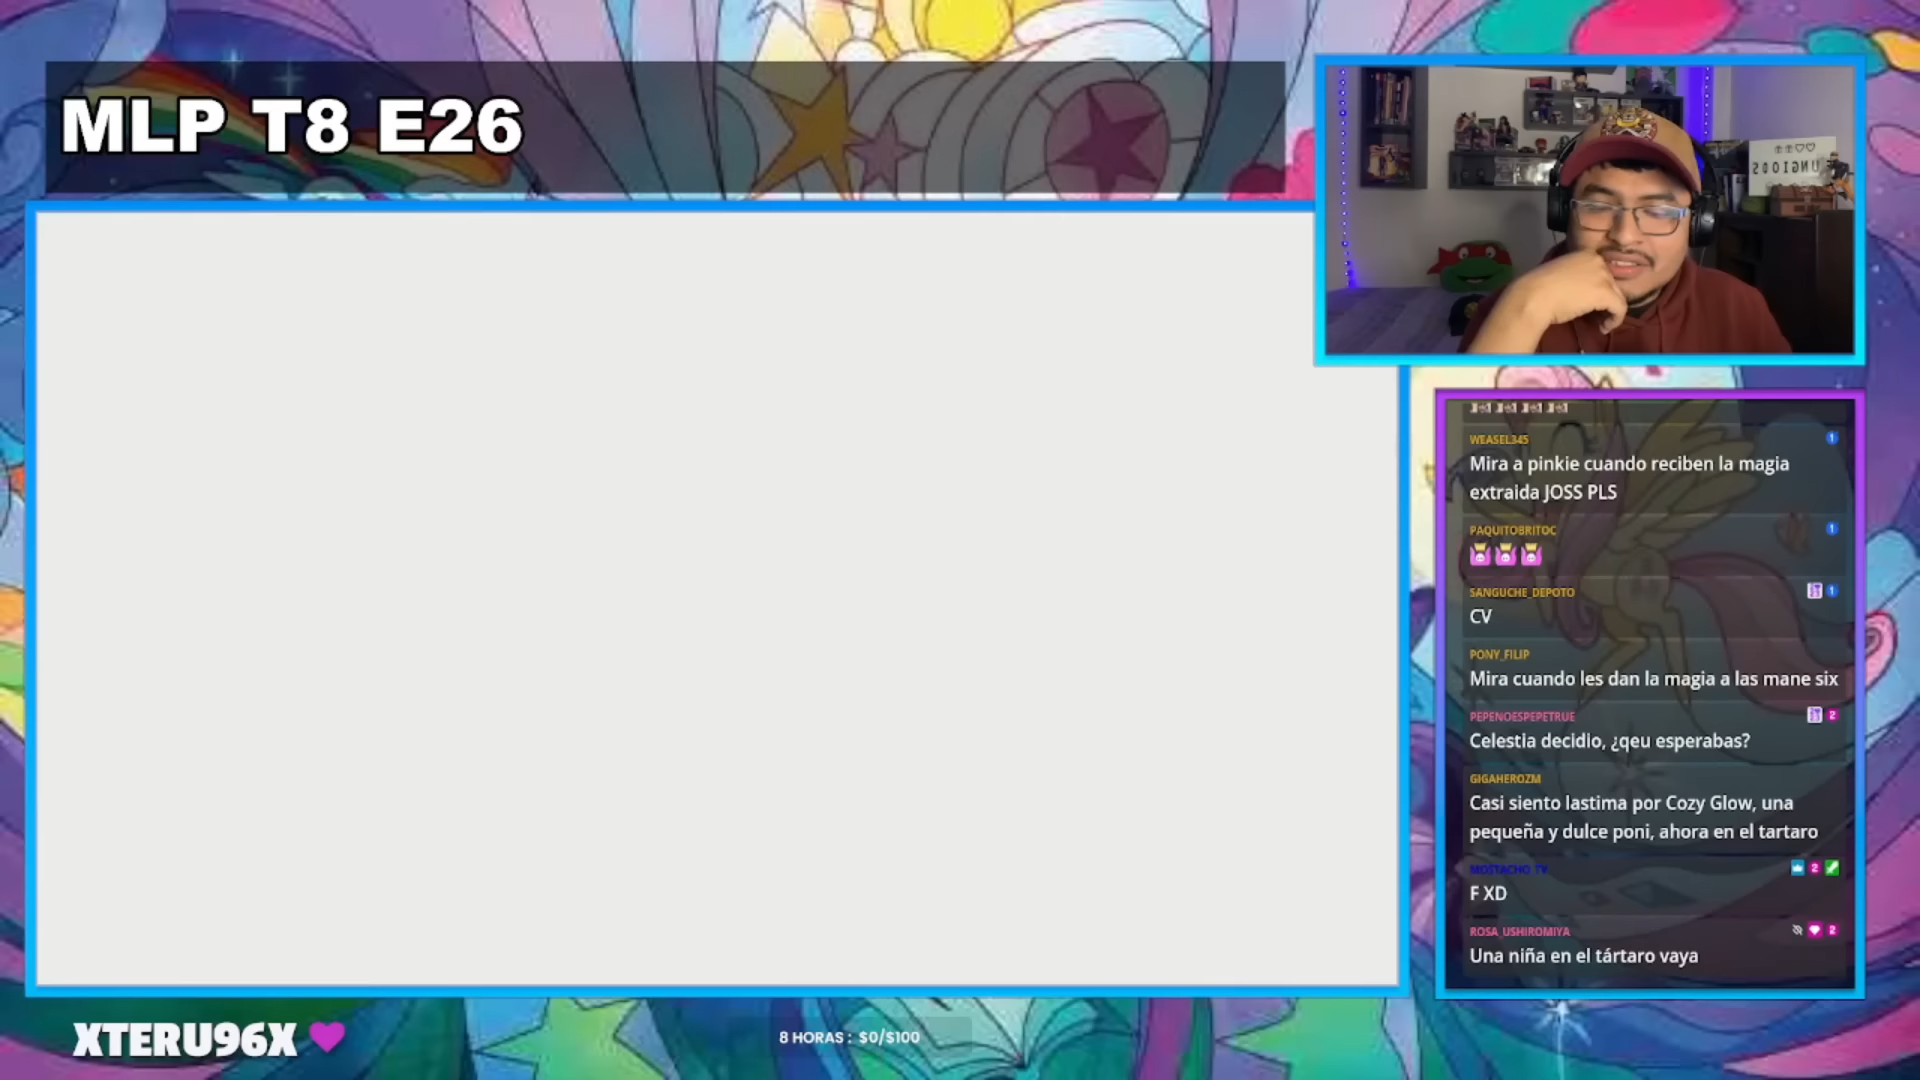 MLP T8 E26
WEASEL345
Mira a pinkie cuando reciben la magia
extraida JOSS PLS
PAQUITOBRITOC
SANGUCHE_DEPOTO
CV
PONY_FILIP
Mira cuando les dan la magia a las mane six
PEPENOESPEPETRUE
Celestia decidio, ¿qeu esperabas?
GIGAHEROZM
Casi siento lastima por Cozy Glow, una
pequeña y dulce poni, ahora en el tartaro
MOSTACHO_TV
F XD
ROSA_USHIROMIYA
Una niña en el tártaro vaya
XTERU96X
8 HORAS : $0/$100